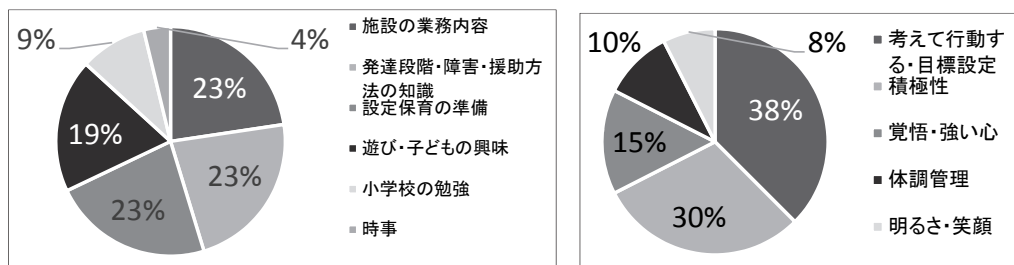 9%
4%
23%
19%
23%
23%
施設の業務内容
発達段階・障害・援助方
法の知識
設定保育の準備
遊び・子どもの興味
小学校の勉強
時事
10%
8%
38%
15%
30%
考えて行動す
る・目標設定
積極性
覚悟・強い心
体調管理
明るさ・笑顔